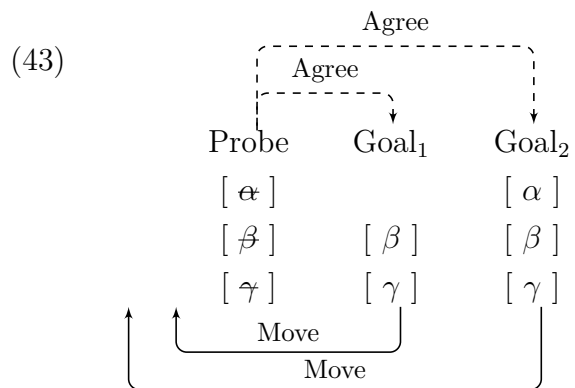 Agree
(43)
Agree
Probe Goal₁ Goal₂
[ α ] [ α ]
[ β ] [ β ] [ β ]
[ γ ] [ γ ] [ γ ]
Move
Move